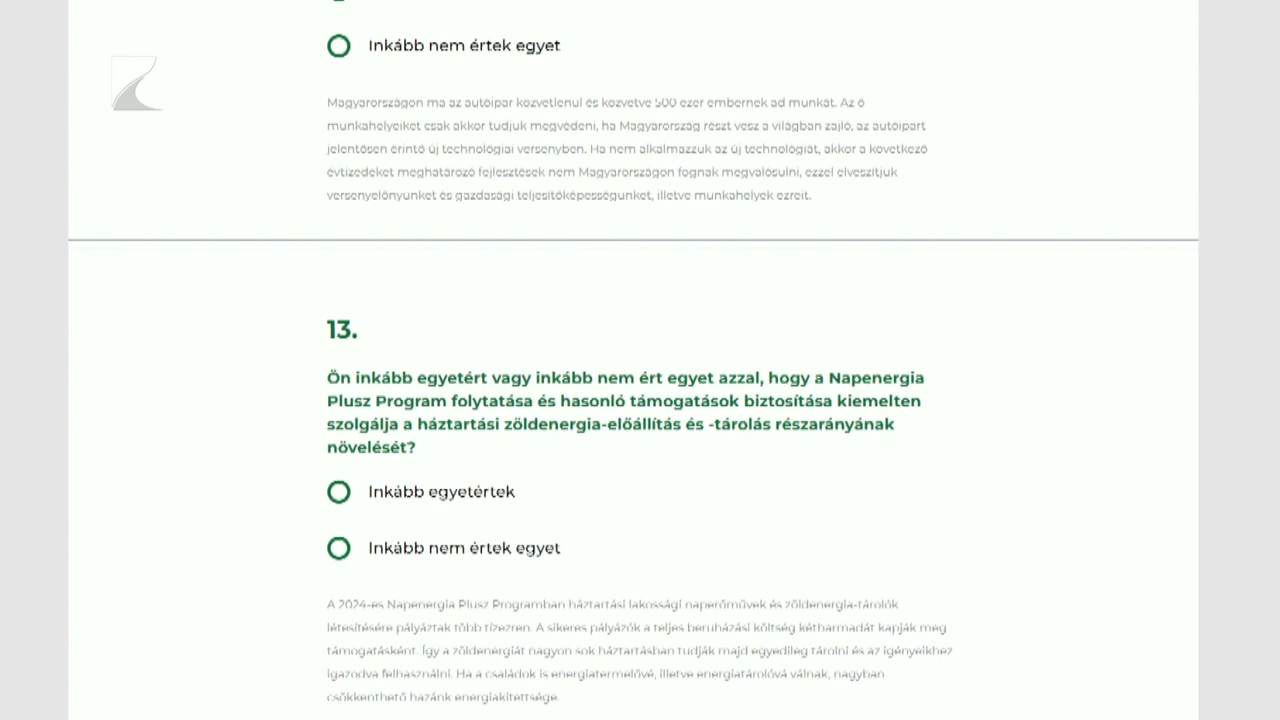 Inkább nem értek egyet
Magyarországon ma az autóipar közvetlenül és közvetve 500 ezer embernek ad munkát. Az ő
munkahelyeiket csak akkor tudjuk megvédeni, ha Magyarország részt vesz a világban zajló, az autóipart
jelentősen érintő új technológiai versenyben. Ha nem alkalmazzuk az új technológiát, akkor a következő
évtizedeket meghatározó fejlesztések nem Magyarországon fognak megvalósulni, ezzel elveszítjük
versenyelőnyünket és gazdasági teljesítőképességünket, illetve munkahelyek ezreit.
13.
Ön inkább egyetért vagy inkább nem ért egyet azzal, hogy a Napenergia
Plusz Program folytatása és hasonló támogatások biztosítása kiemelten
szolgálja a háztartási zöldenergia-előállítás és -tárolás részarányának
növelését?
Inkább egyetértek
Inkább nem értek egyet
A 2024-es Napenergia Plusz Programban háztartási lakossági naperőművek és zöldenergia-tárolók
létesítésére pályáztak több tízezren. A sikeres pályázók a teljes beruházási költség kétharmadát kapják meg
támogatásként. Így a zöldenergiát nagyon sok háztartásban tudják majd egyedileg tárolni és az igényeikhez
igazodva felhasználni. Ha a családok is energiatermelővé, illetve energiatárolóvá válnak, nagyban
csökkenthető hazánk energiakitettsége.